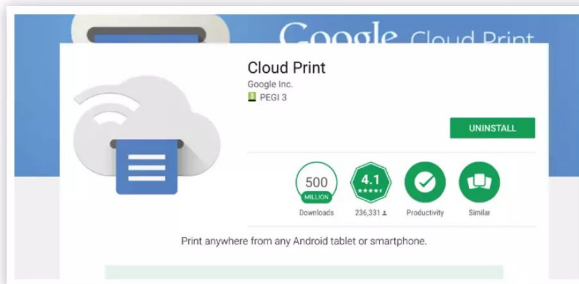 Google Cloud Print
Cloud Print
Google Inc.
PEGI 3
UNINSTALL
500
MILLION
Downloads
4.1
236,331
Productivity
Similar
Print anywhere from any Android tablet or smartphone.